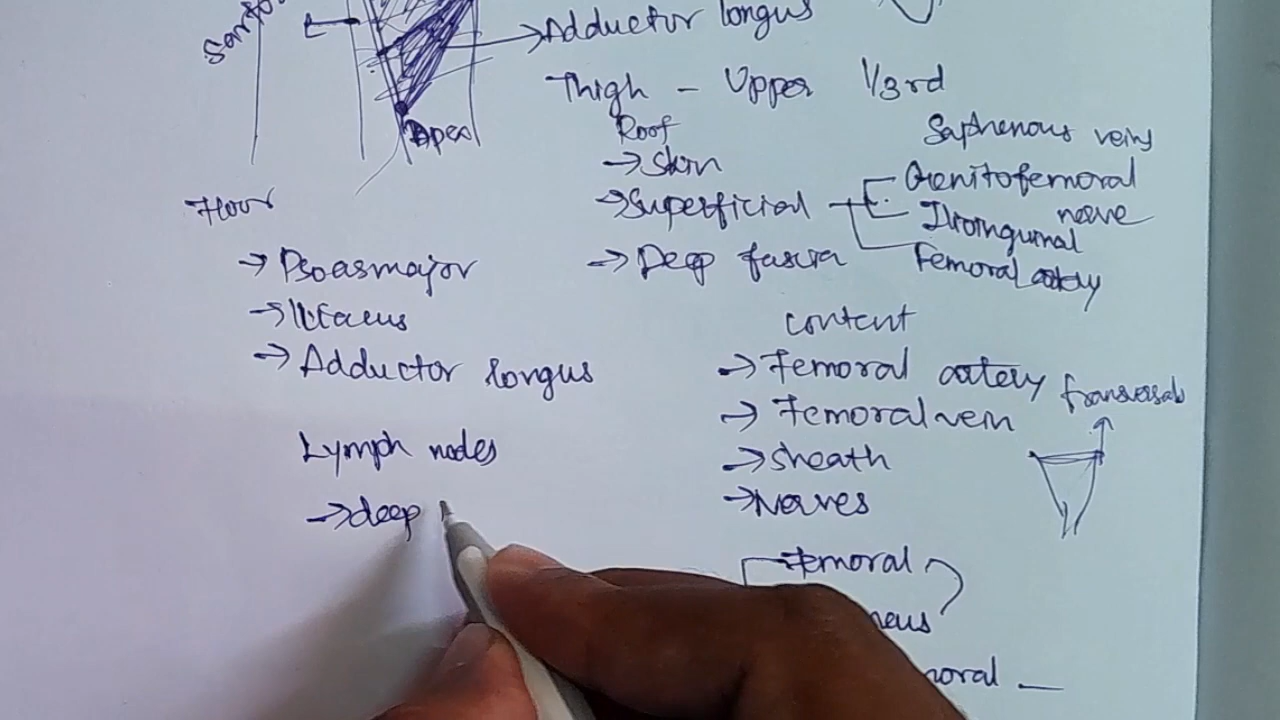 Adductor longus
Thigh - Upper 1/3rd
Apex
Roof
→ Skin
→ Superficial
→ Deep fascia
Saphenous veins
Genitofemoral
nerve
Ilioinguinal
Femoral artery
Floor
→ Psoasmajor
→ Iliacus
→ Adductor longus
content
→ Femoral artery
→ Femoral vein
→ sheath
→ Nerves
Femoral
Lymph nodes
→ deep